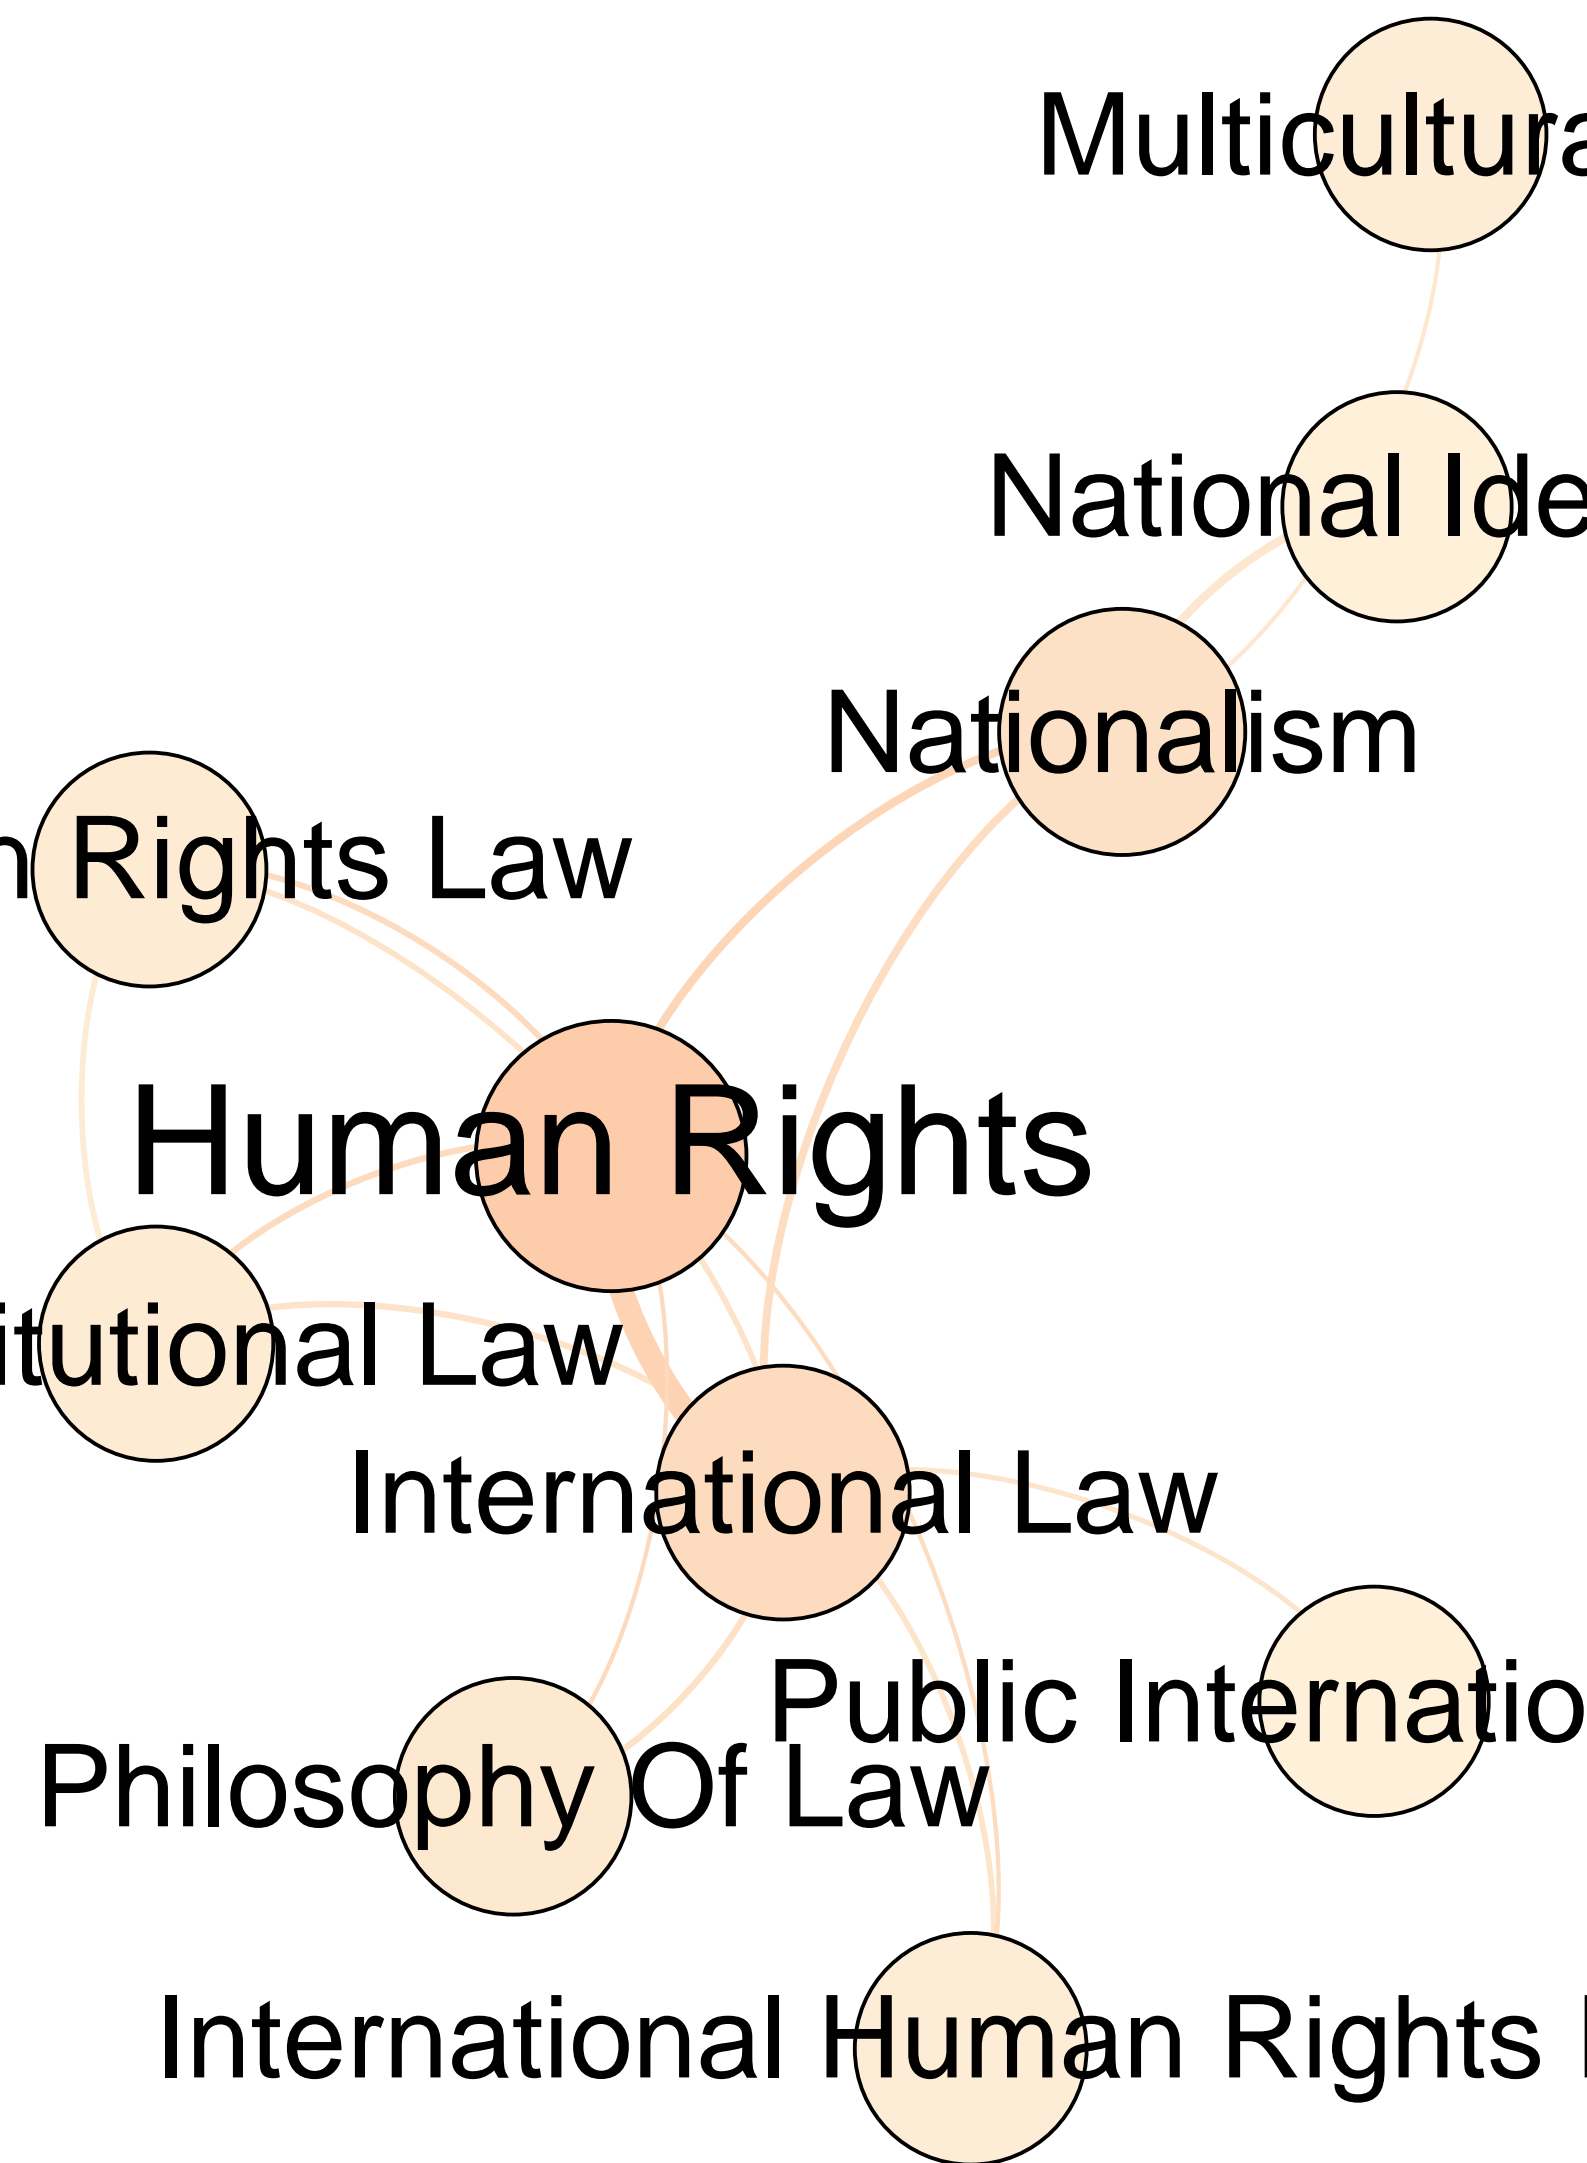 Multicultura
National Ide
Nationalism
n Rights Law
Human Rights
itutional Law
International Law
Public Internatio
Philosophy Of Law
International Human Rights